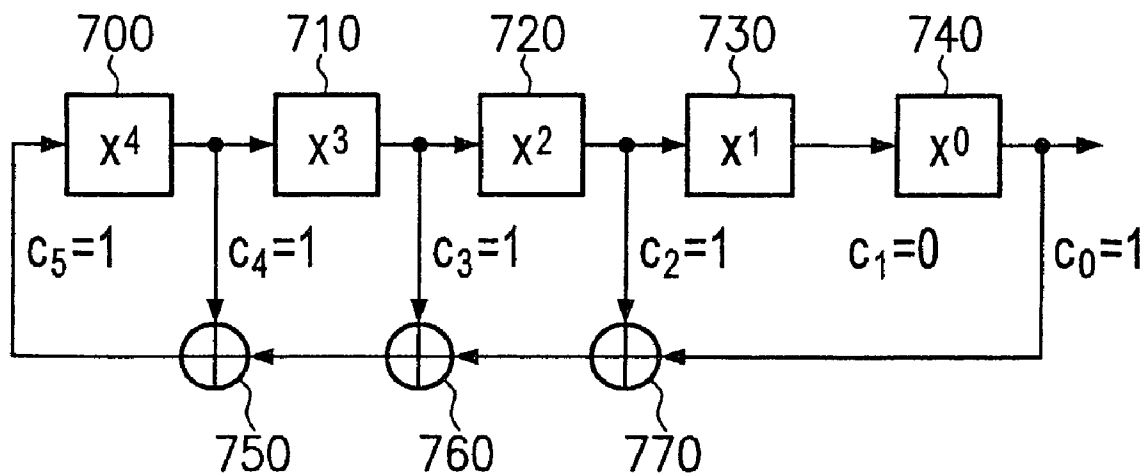 700 710 720 730 740
x⁴ x³ x² x¹ x⁰
c₅=1 c₄=1 c₃=1 c₂=1 c₁=0 c₀=1
750 760 770